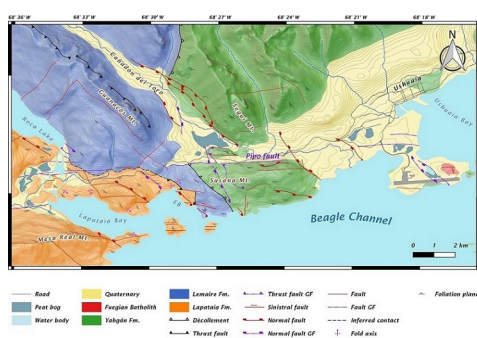 68°36'W 68°33'W 68°30'W 68°27'W 68°24'W 68°21'W 68°18'W
Cañadón del Toro
Guanacos Mt.
Ushuaia
Ushuaia Bay
Roca Lake
Pipo fault
Susana Mt.
EB
Lapataia Bay
Beagle Channel
Mesa Real Mt.
0 1 2 km
Road
Peat bog
Water body
Quaternary
Fuegian Batholith
Yahgán Fm.
Lemaire Fm.
Lapataia Fm.
Décollement
Thrust fault
Thrust fault GF
Sinistral fault
Normal fault
Normal fault GF
Fault
Fault GF
Inferred contact
Fold axis
Foliation plane